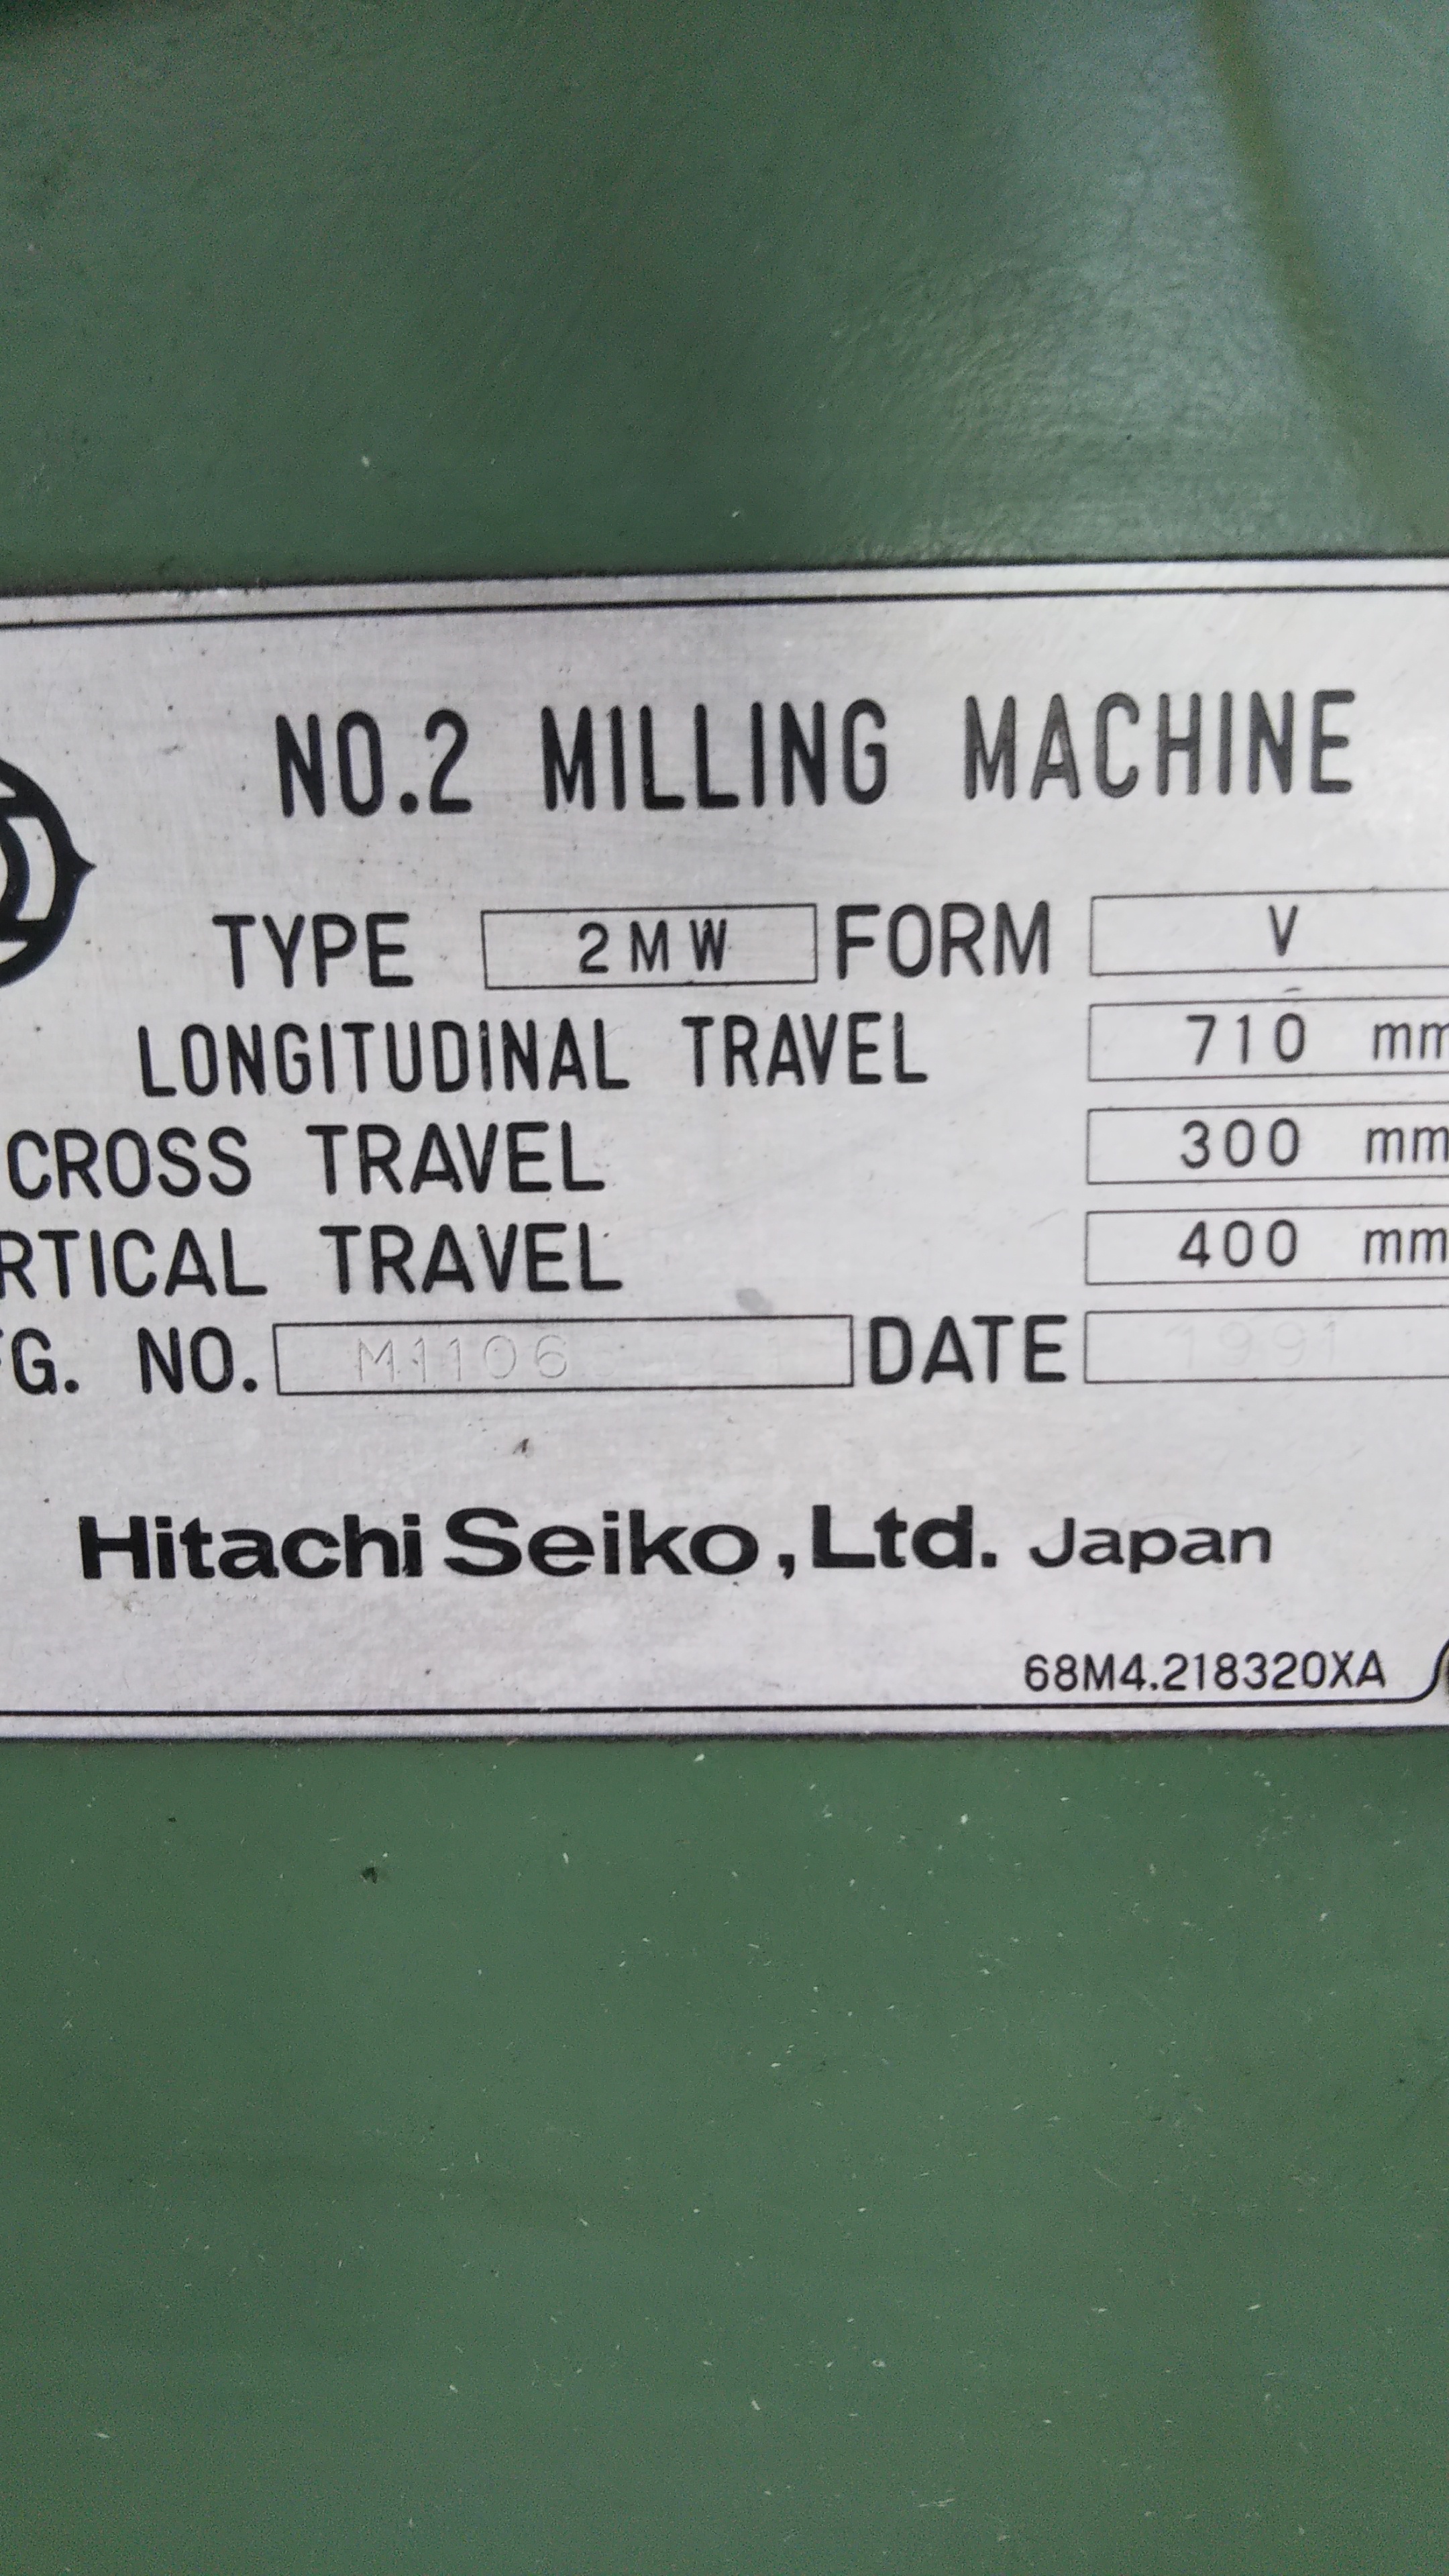 NO.2 MILLING MACHINE
TYPE 2MW FORM V
LONGITUDINAL TRAVEL 710 mm
CROSS TRAVEL 300 mm
RTICAL TRAVEL 400 mm
G. NO. M1106 DATE 1991
Hitachi Seiko, Ltd. Japan
68M4.218320XA